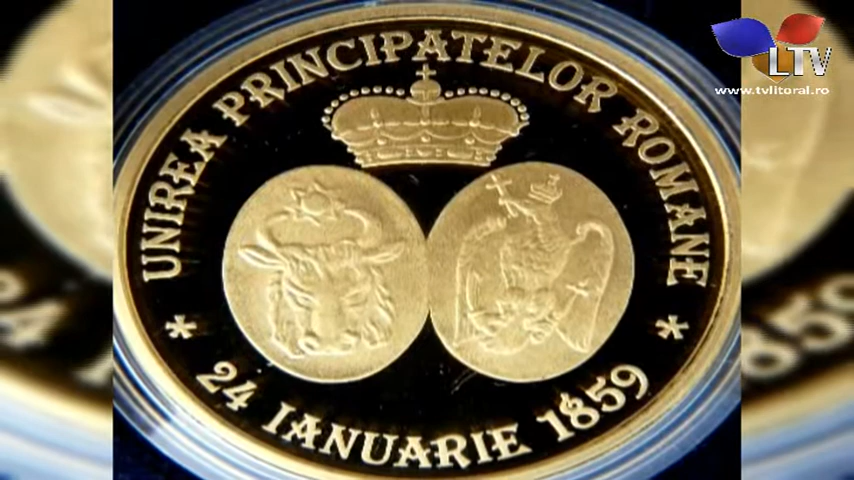 UNIREA PRINCIPATELOR ROMANE
* 24 IANUARIE 1859 *
LTV
www.tvlitoral.ro